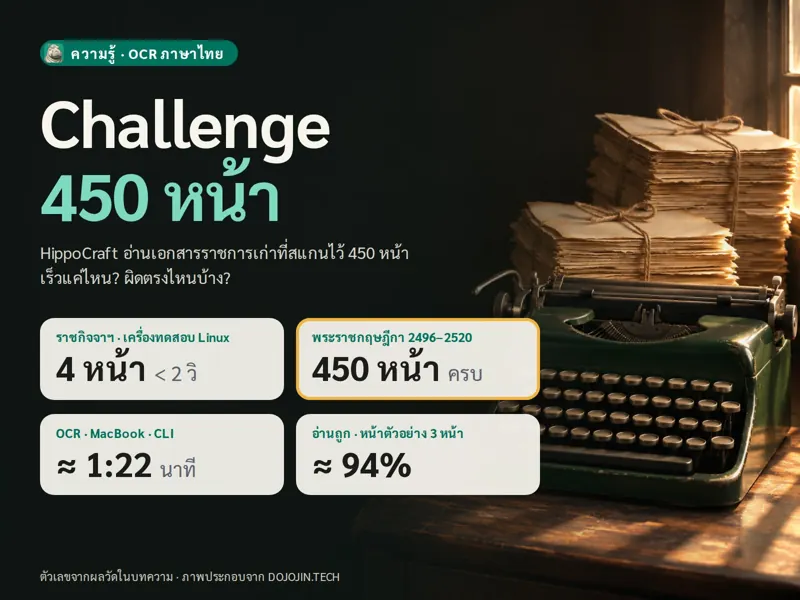 ความรู้ · OCR ภาษาไทย
Challenge
450 หน้า
HippoCraft อ่านเอกสารราชการเก่าที่สแกนไว้ 450 หน้า
เร็วแค่ไหน? ผิดตรงไหนบ้าง?
ราชกิจจาฯ · เครื่องทดสอบ Linux
4 หน้า < 2 วิ
พระราชกฤษฎีกา 2496–2520
450 หน้า ครบ
OCR · MacBook · CLI
≈ 1:22 นาที
อ่านถูก · หน้าตัวอย่าง 3 หน้า
≈ 94%
ตัวเลขจากผลวัดในบทความ · ภาพประกอบจาก DOJOJIN.TECH